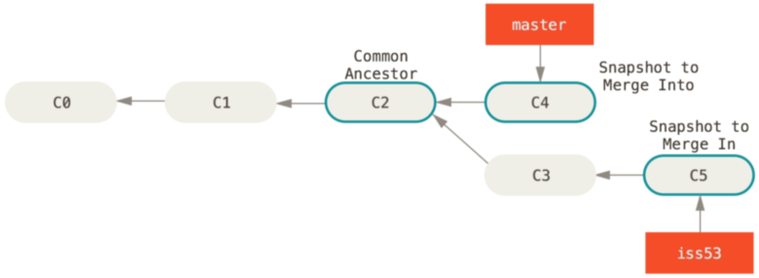 master
Common
Ancestor
Snapshot to
Merge Into
C0
C1
C2
C4
Snapshot to
Merge In
C3
C5
iss53